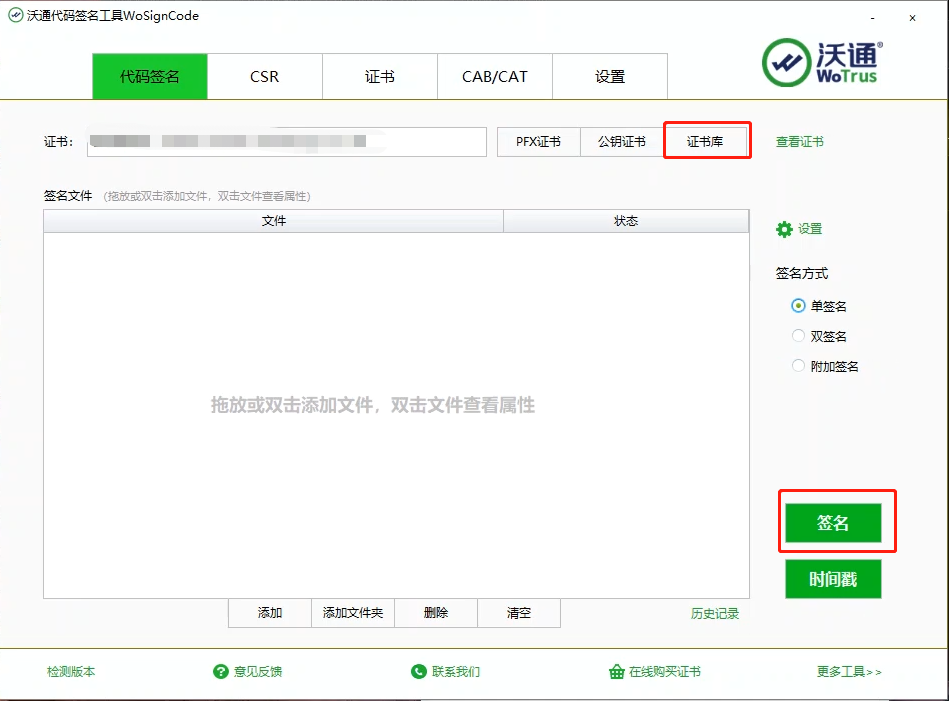 沃通代码签名工具WoSignCode
代码签名 CSR 证书 CAB/CAT 设置
沃通®
WoTrus
证书: PFX证书 公钥证书 证书库 查看证书
签名文件 (拖放或双击添加文件，双击文件查看属性)
文件 状态
设置
签名方式
单签名
双签名
附加签名
拖放或双击添加文件，双击文件查看属性
签名
时间戳
添加 添加文件夹 删除 清空 历史记录
检测版本 意见反馈 联系我们 在线购买证书 更多工具>>